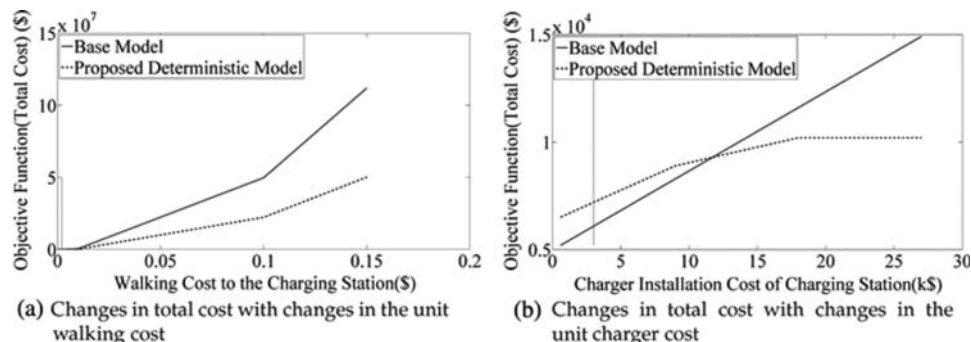 15 x 10^7
Objective Function(Total Cost) ($)
Base Model
Proposed Deterministic Model
10
5
0
0 0.05 0.1 0.15 0.2
Walking Cost to the Charging Station($)
(a) Changes in total cost with changes in the unit
walking cost
1.5 x 10^4
Objective Function(Total Cost) ($)
Base Model
Proposed Deterministic Model
1
0.5
0 5 10 15 20 25 30
Charger Installation Cost of Charging Station(k$)
(b) Changes in total cost with changes in the
unit charger cost